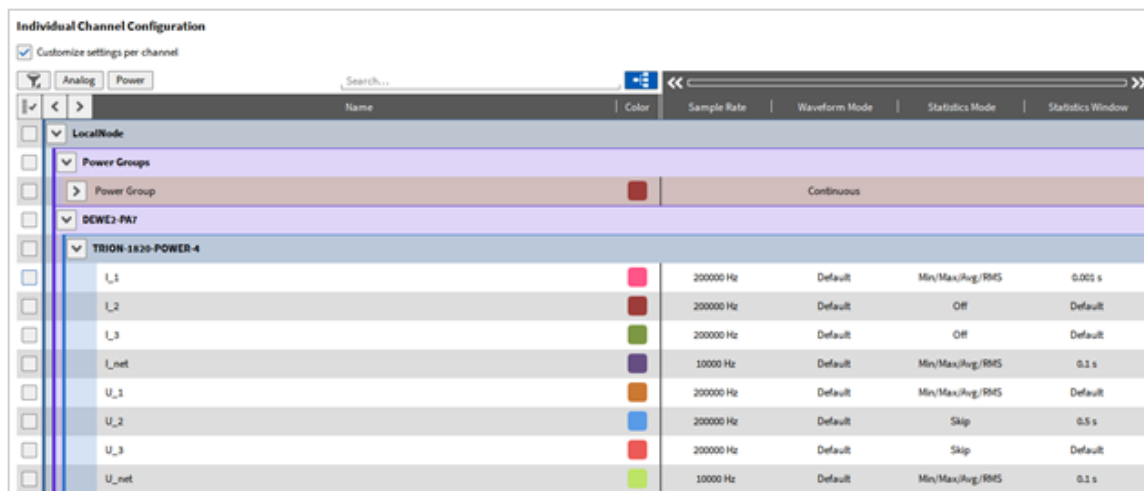 Individual Channel Configuration
Customize settings per channel
Analog Power Search...
Name Color Sample Rate Waveform Mode Statistics Mode Statistics Window
LocalNode
Power Groups
Power Group Continuous
DEWE2-PA7
TRION-1820-POWER-4
I_1 200000 Hz Default Min/Max/Avg/RMS 0.001 s
I_2 200000 Hz Default Off Default
I_3 200000 Hz Default Off Default
I_net 10000 Hz Default Min/Max/Avg/RMS 0.1 s
U_1 200000 Hz Default Min/Max/Avg/RMS Default
U_2 200000 Hz Default Skip 0.5 s
U_3 200000 Hz Default Skip Default
U_net 10000 Hz Default Min/Max/Avg/RMS 0.1 s